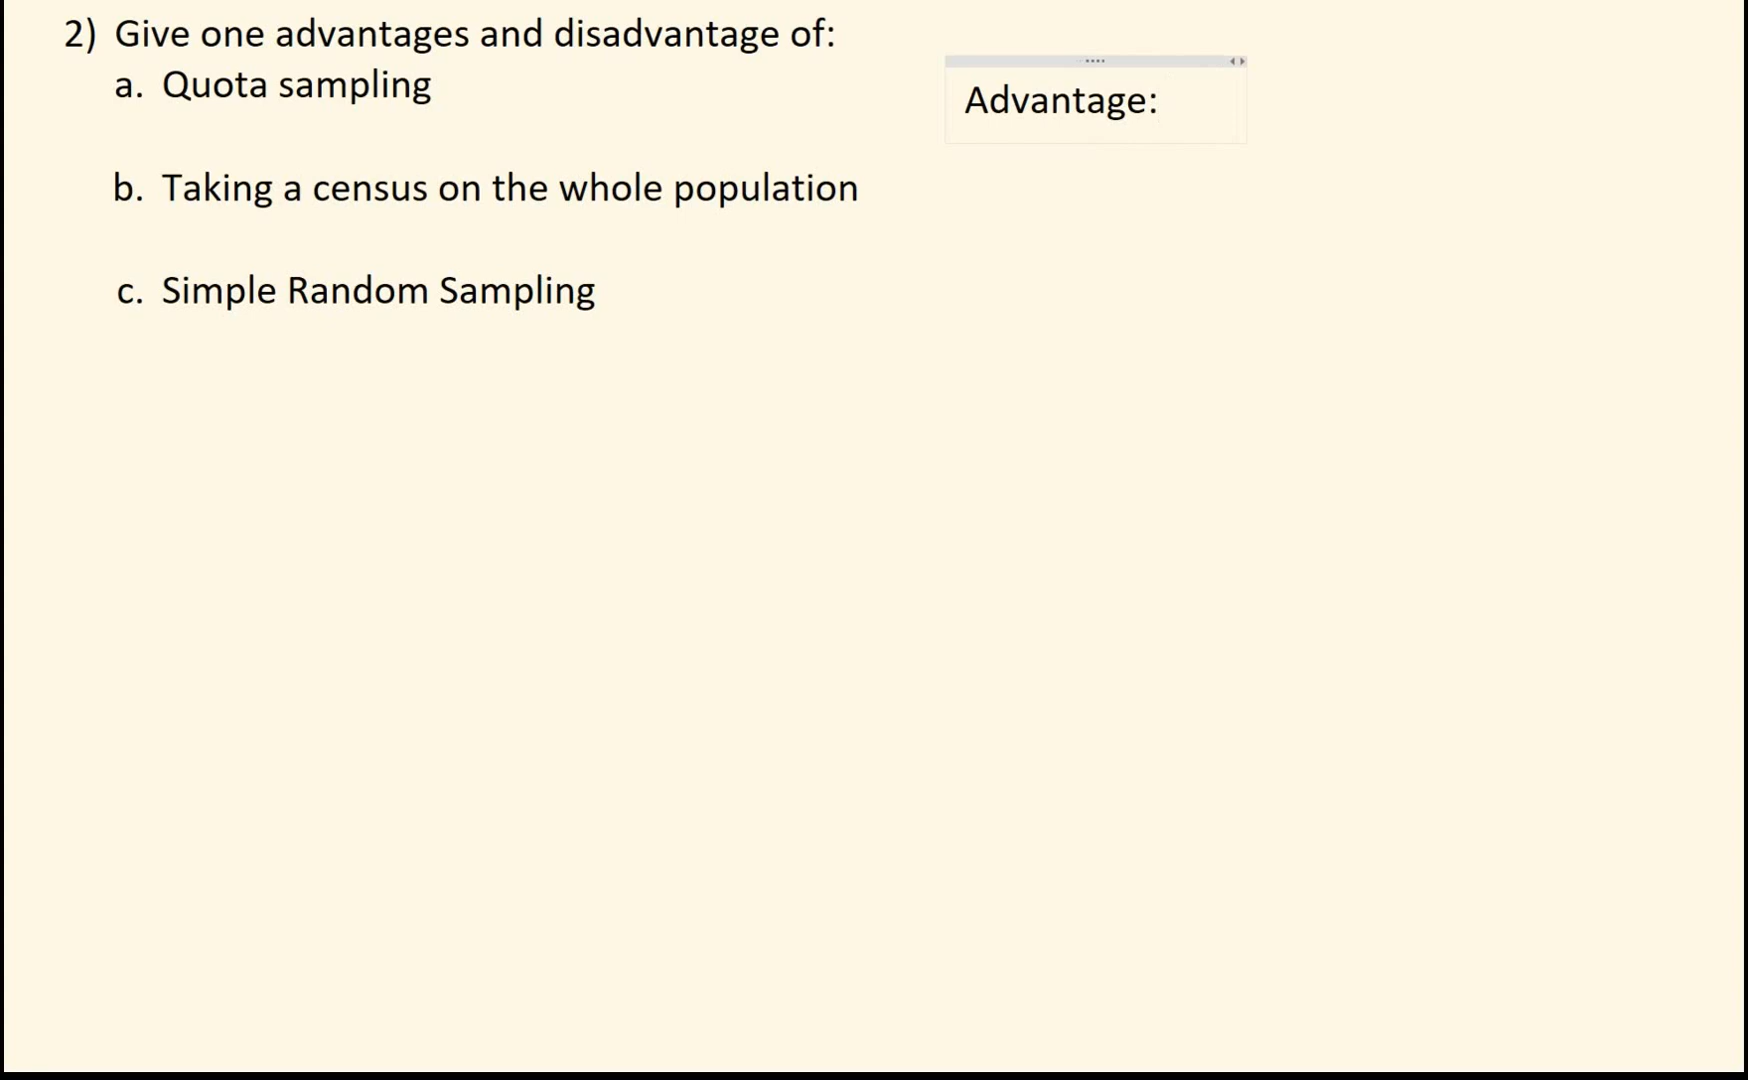 2) Give one advantages and disadvantage of:
a. Quota sampling
Advantage:
b. Taking a census on the whole population
c. Simple Random Sampling